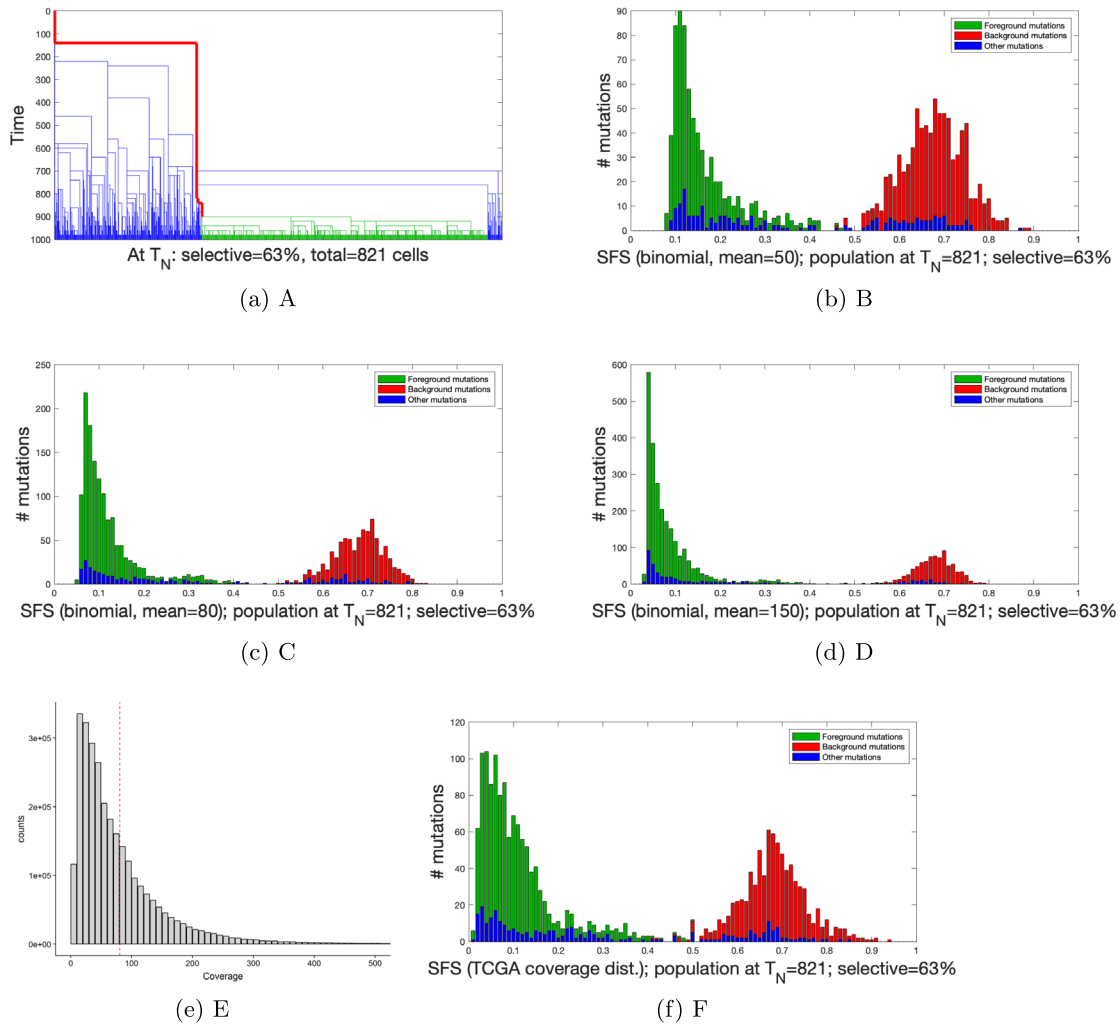 0
100
200
300
400
500
600
700
800
900
1000
Time
At T_N: selective=63%, total=821 cells
(a) A
90
80
70
60
50
40
30
20
10
0
# mutations
Foreground mutations
Background mutations
Other mutations
0 0.1 0.2 0.3 0.4 0.5 0.6 0.7 0.8 0.9 1
SFS (binomial, mean=50); population at T_N=821; selective=63%
(b) B
250
200
150
100
50
0
# mutations
Foreground mutations
Background mutations
Other mutations
0 0.1 0.2 0.3 0.4 0.5 0.6 0.7 0.8 0.9 1
SFS (binomial, mean=80); population at T_N=821; selective=63%
(c) C
600
500
400
300
200
100
0
# mutations
Foreground mutations
Background mutations
Other mutations
0 0.1 0.2 0.3 0.4 0.5 0.6 0.7 0.8 0.9 1
SFS (binomial, mean=150); population at T_N=821; selective=63%
(d) D
3e+05
2e+05
1e+05
0e+00
counts
0 100 200 300 400 500
Coverage
(e) E
120
100
80
60
40
20
0
# mutations
Foreground mutations
Background mutations
Other mutations
0 0.1 0.2 0.3 0.4 0.5 0.6 0.7 0.8 0.9 1
SFS (TCGA coverage dist.); population at T_N=821; selective=63%
(f) F